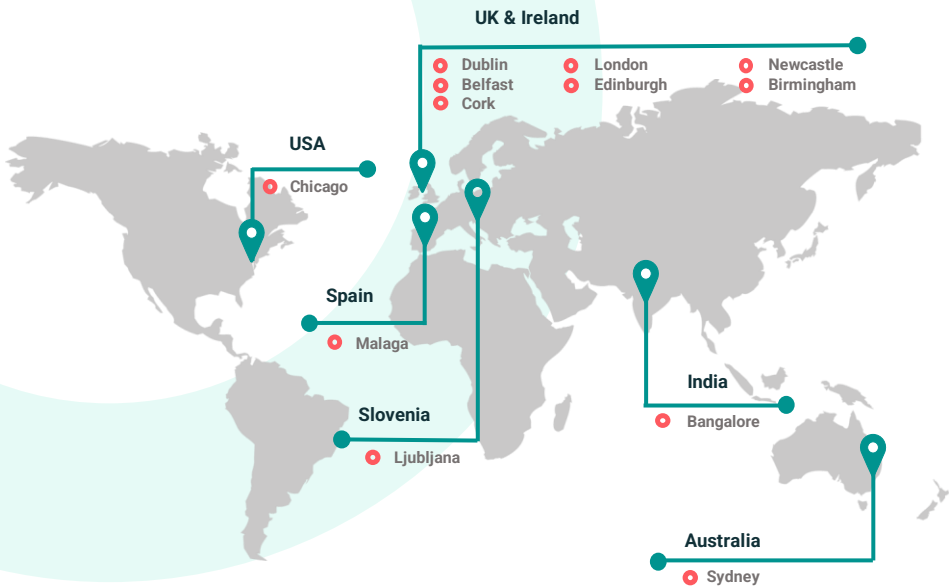 UK & Ireland
Dublin London Newcastle
Belfast Edinburgh Birmingham
Cork
USA
Chicago
Spain
Malaga
India
Slovenia
Bangalore
Ljubljana
Australia
Sydney